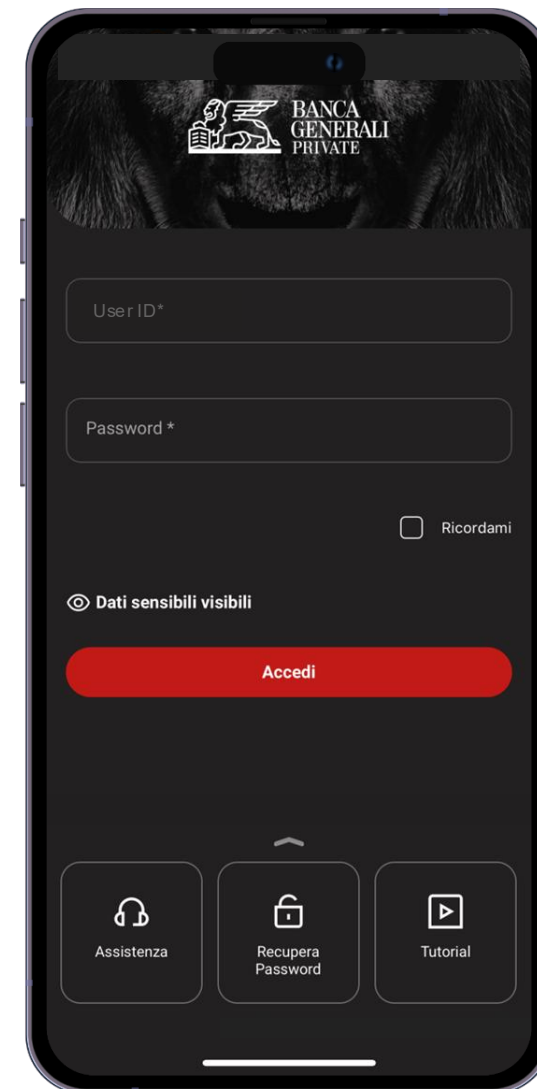 BANCA
GENERALI
PRIVATE
User ID*
Password *
Ricordami
Dati sensibili visibili
Accedi
Assistenza
Recupera
Password
Tutorial